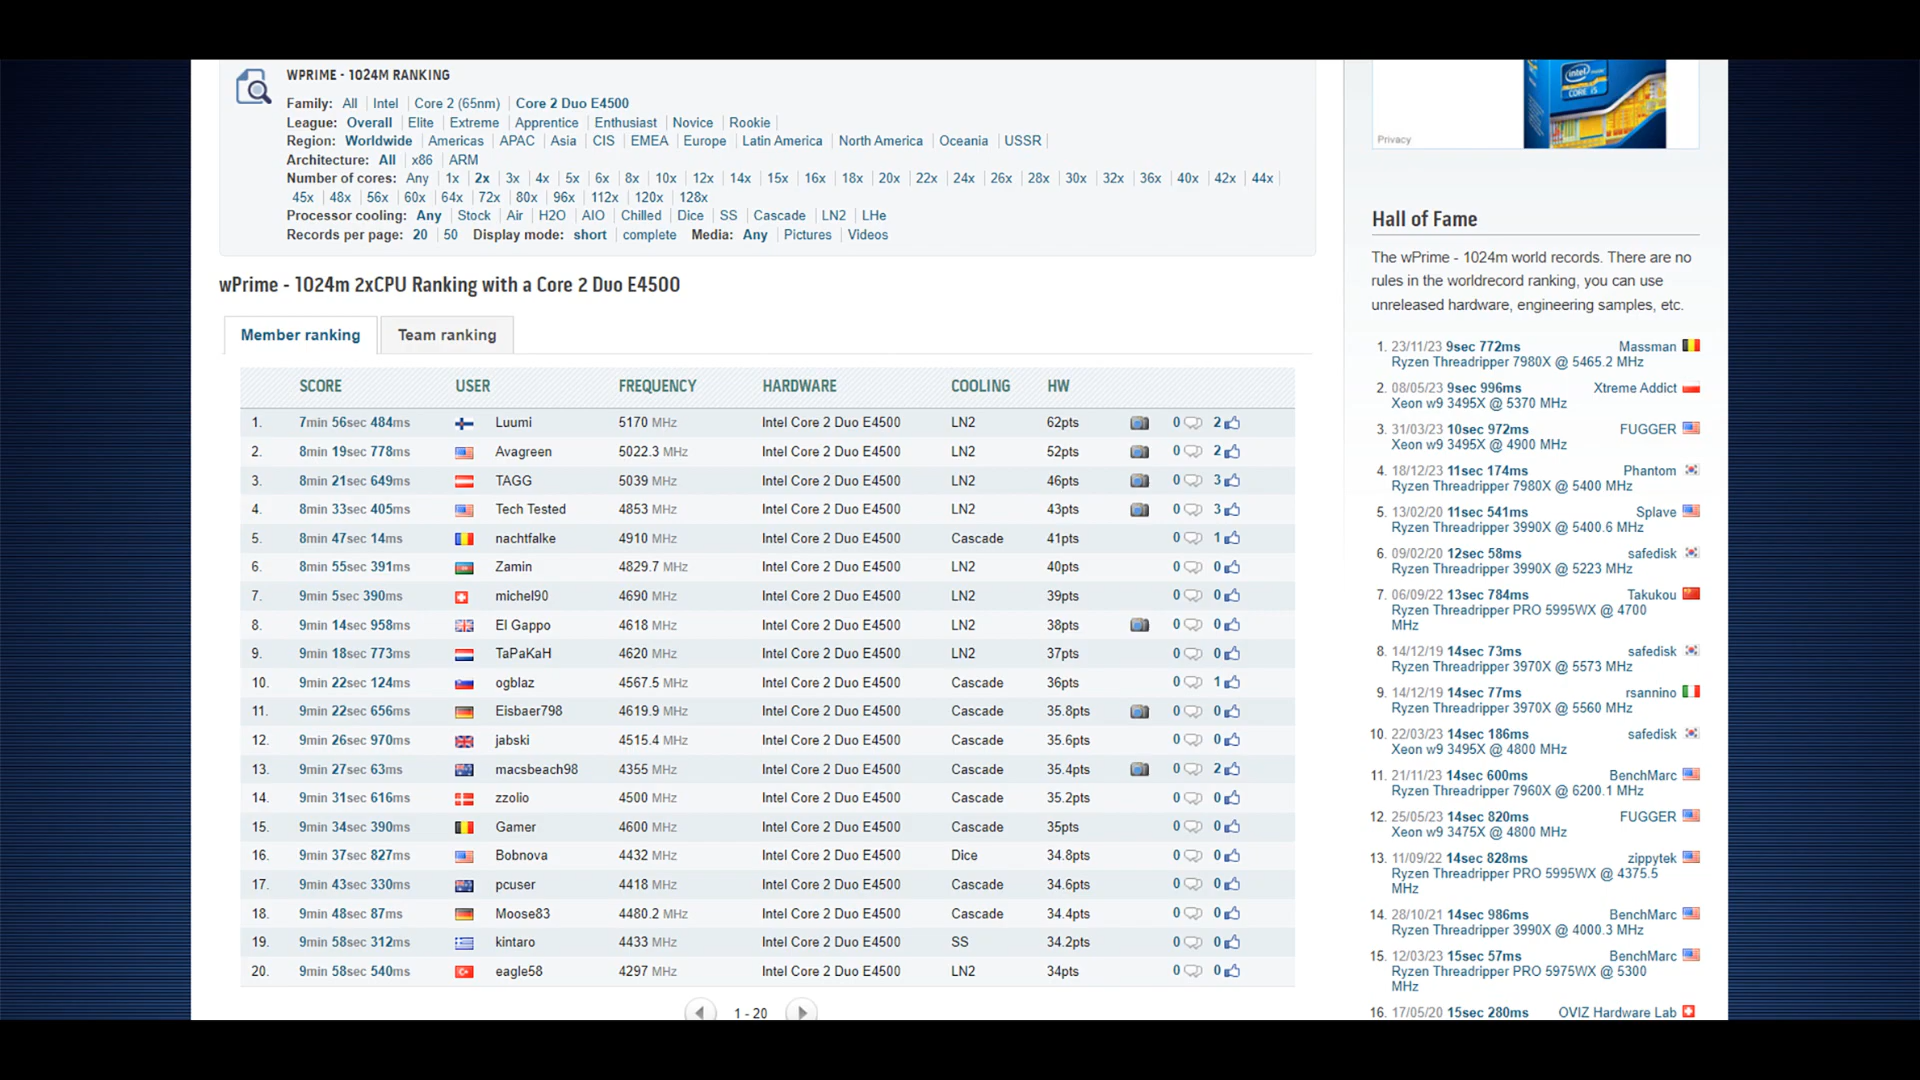 WPRIME - 1024M RANKING
Family: All Intel Core 2 (65nm) Core 2 Duo E4500
League: Overall Elite Extreme Apprentice Enthusiast Novice Rookie
Region: Worldwide Americas APAC Asia CIS EMEA Europe Latin America North America Oceania USSR
Architecture: All x86 ARM
Number of cores: Any 1x 2x 3x 4x 5x 6x 8x 10x 12x 14x 15x 16x 18x 20x 22x 24x 26x 28x 30x 32x 36x 40x 42x 44x
45x 48x 56x 60x 64x 72x 80x 96x 112x 120x 128x
Processor cooling: Any Stock Air H2O AIO Chilled Dice SS Cascade LN2 LHe
Records per page: 20 50 Display mode: short complete Media: Any Pictures Videos
wPrime - 1024m 2xCPU Ranking with a Core 2 Duo E4500
Member ranking Team ranking
SCORE USER FREQUENCY HARDWARE COOLING HW
1. 7min 56sec 484ms Luumi 5170 MHz Intel Core 2 Duo E4500 LN2 62pts 0 2
2. 8min 19sec 778ms Avagreen 5022.3 MHz Intel Core 2 Duo E4500 LN2 52pts 0 2
3. 8min 21sec 649ms TAGG 5039 MHz Intel Core 2 Duo E4500 LN2 46pts 0 3
4. 8min 33sec 405ms Tech Tested 4853 MHz Intel Core 2 Duo E4500 LN2 43pts 0 3
5. 8min 47sec 14ms nachtfalke 4910 MHz Intel Core 2 Duo E4500 Cascade 41pts 0 1
6. 8min 55sec 391ms Zamin 4829.7 MHz Intel Core 2 Duo E4500 LN2 40pts 0 0
7. 9min 5sec 390ms michel90 4690 MHz Intel Core 2 Duo E4500 LN2 39pts 0 0
8. 9min 14sec 958ms El Gappo 4618 MHz Intel Core 2 Duo E4500 LN2 38pts 0 0
9. 9min 18sec 773ms TaPaKaH 4620 MHz Intel Core 2 Duo E4500 LN2 37pts 0 0
10. 9min 22sec 124ms ogblaz 4567.5 MHz Intel Core 2 Duo E4500 Cascade 36pts 0 1
11. 9min 22sec 656ms Eisbaer798 4619.9 MHz Intel Core 2 Duo E4500 Cascade 35.8pts 0 0
12. 9min 26sec 970ms jabski 4515.4 MHz Intel Core 2 Duo E4500 Cascade 35.6pts 0 0
13. 9min 27sec 63ms macsbeach98 4355 MHz Intel Core 2 Duo E4500 Cascade 35.4pts 0 2
14. 9min 31sec 616ms zzolio 4500 MHz Intel Core 2 Duo E4500 Cascade 35.2pts 0 0
15. 9min 34sec 390ms Gamer 4600 MHz Intel Core 2 Duo E4500 Cascade 35pts 0 0
16. 9min 37sec 827ms Bobnova 4432 MHz Intel Core 2 Duo E4500 Dice 34.8pts 0 0
17. 9min 43sec 330ms pcuser 4418 MHz Intel Core 2 Duo E4500 Cascade 34.6pts 0 0
18. 9min 48sec 87ms Moose83 4480.2 MHz Intel Core 2 Duo E4500 Cascade 34.4pts 0 0
19. 9min 58sec 312ms kintaro 4433 MHz Intel Core 2 Duo E4500 SS 34.2pts 0 0
20. 9min 58sec 540ms eagle58 4297 MHz Intel Core 2 Duo E4500 LN2 34pts 0 0
1 - 20
intel
CORE i5
Privacy
Hall of Fame
The wPrime - 1024m world records. There are no
rules in the worldrecord ranking, you can use
unreleased hardware, engineering samples, etc.
1. 23/11/23 9sec 772ms Massman
Ryzen Threadripper 7980X @ 5465.2 MHz
2. 08/05/23 9sec 996ms Xtreme Addict
Xeon w9 3495X @ 5370 MHz
3. 31/03/23 10sec 972ms FUGGER
Xeon w9 3495X @ 4900 MHz
4. 18/12/23 11sec 174ms Phantom
Ryzen Threadripper 7980X @ 5400 MHz
5. 13/02/20 11sec 541ms Splave
Ryzen Threadripper 3990X @ 5400.6 MHz
6. 09/02/20 12sec 58ms safedisk
Ryzen Threadripper 3990X @ 5223 MHz
7. 06/09/22 13sec 784ms Takukou
Ryzen Threadripper PRO 5995WX @ 4700
MHz
8. 14/12/19 14sec 73ms safedisk
Ryzen Threadripper 3970X @ 5573 MHz
9. 14/12/19 14sec 77ms rsannino
Ryzen Threadripper 3970X @ 5560 MHz
10. 22/03/23 14sec 186ms safedisk
Xeon w9 3495X @ 4800 MHz
11. 21/11/23 14sec 600ms BenchMarc
Ryzen Threadripper 7960X @ 6200.1 MHz
12. 25/05/23 14sec 820ms FUGGER
Xeon w9 3475X @ 4800 MHz
13. 11/09/22 14sec 828ms zippytek
Ryzen Threadripper PRO 5995WX @ 4375.5
MHz
14. 28/10/21 14sec 986ms BenchMarc
Ryzen Threadripper 3990X @ 4000.3 MHz
15. 12/03/23 15sec 57ms BenchMarc
Ryzen Threadripper PRO 5975WX @ 5300
MHz
16. 17/05/20 15sec 280ms OVIZ Hardware Lab